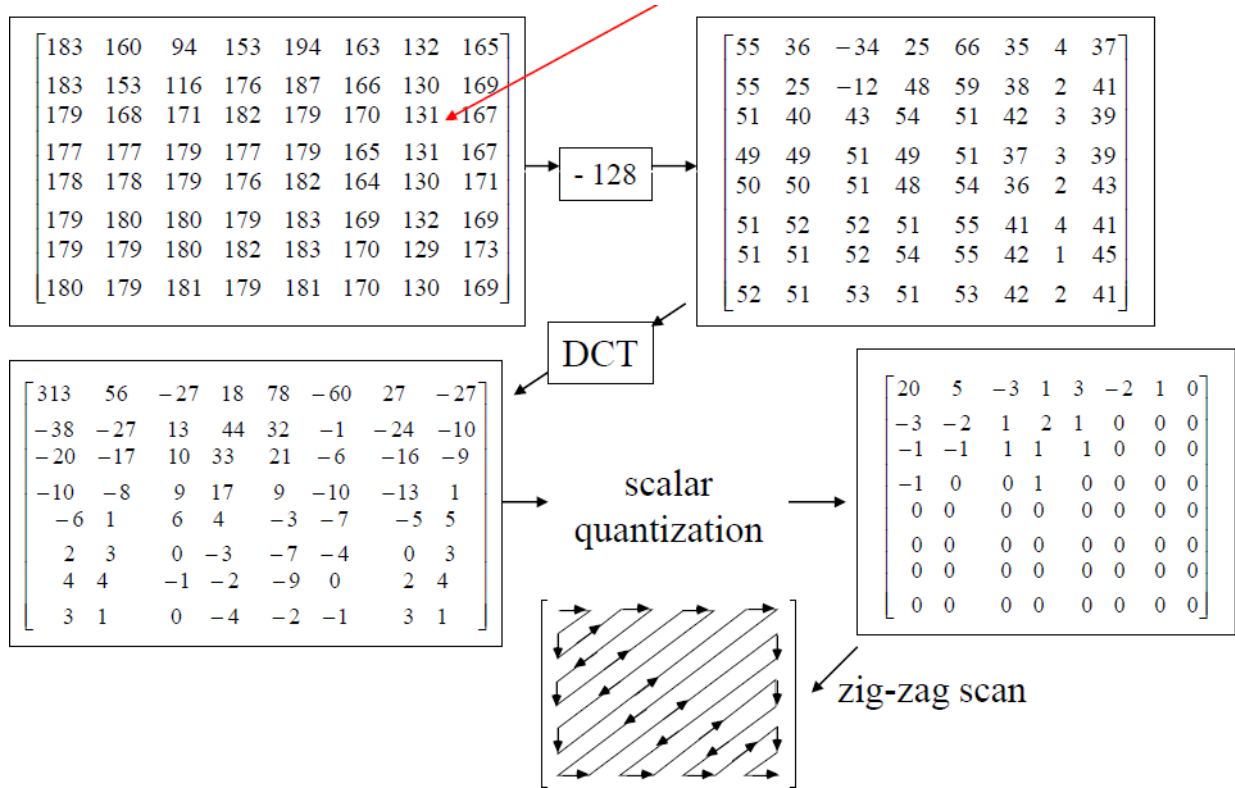 183 160 94 153 194 163 132 165
183 153 116 176 187 166 130 169
179 168 171 182 179 170 131 167
177 177 179 177 179 165 131 167
178 178 179 176 182 164 130 171
179 180 180 179 183 169 132 169
179 179 180 182 183 170 129 173
180 179 181 179 181 170 130 169
- 128
55 36 −34 25 66 35 4 37
55 25 −12 48 59 38 2 41
51 40 43 54 51 42 3 39
49 49 51 49 51 37 3 39
50 50 51 48 54 36 2 43
51 52 52 51 55 41 4 41
51 51 52 54 55 42 1 45
52 51 53 51 53 42 2 41
DCT
313 56 −27 18 78 −60 27 −27
−38 −27 13 44 32 −1 −24 −10
−20 −17 10 33 21 −6 −16 −9
−10 −8 9 17 9 −10 −13 1
−6 1 6 4 −3 −7 −5 5
2 3 0 −3 −7 −4 0 3
4 4 −1 −2 −9 0 2 4
3 1 0 −4 −2 −1 3 1
scalar
quantization
20 5 −3 1 3 −2 1 0
−3 −2 1 2 1 0 0 0
−1 −1 1 1 1 0 0 0
−1 0 0 1 0 0 0 0
0 0 0 0 0 0 0 0
0 0 0 0 0 0 0 0
0 0 0 0 0 0 0 0
0 0 0 0 0 0 0 0
zig-zag scan